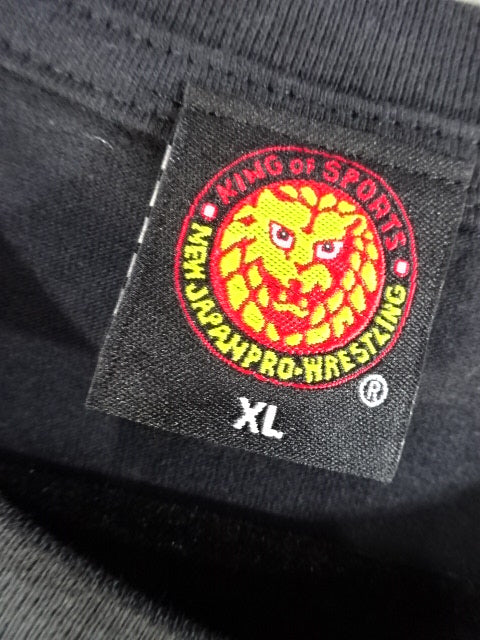 KING OF SPORTS
NEW JAPAN PRO-WRESTLING
®
XL